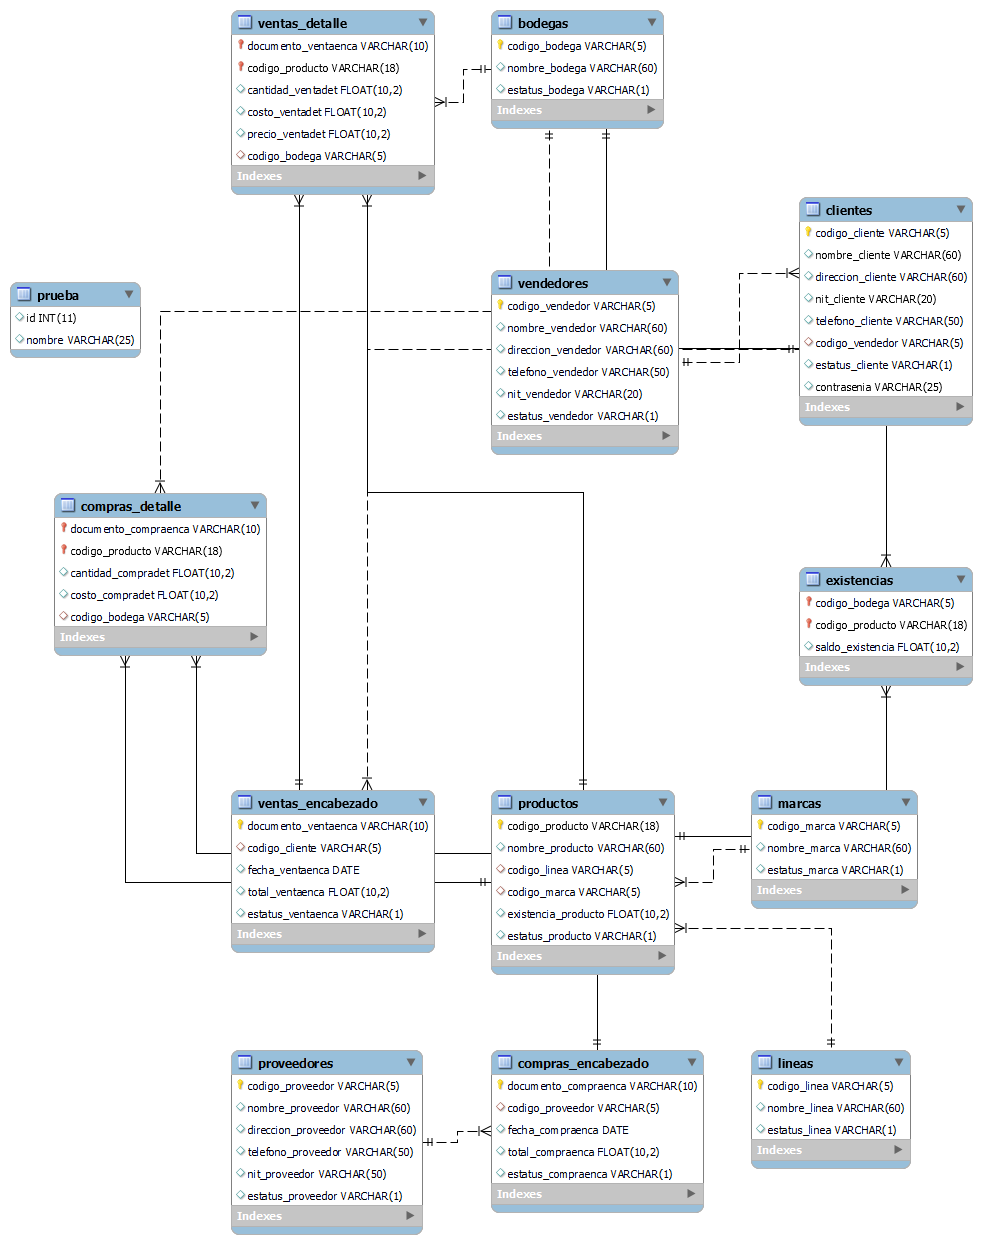 ventas_detalle
documento_ventaenca VARCHAR(10)
codigo_producto VARCHAR(18)
cantidad_ventadet FLOAT(10,2)
costo_ventadet FLOAT(10,2)
precio_ventadet FLOAT(10,2)
codigo_bodega VARCHAR(5)
Indexes
bodegas
codigo_bodega VARCHAR(5)
nombre_bodega VARCHAR(60)
estatus_bodega VARCHAR(1)
Indexes
clientes
codigo_cliente VARCHAR(5)
nombre_cliente VARCHAR(60)
direccion_cliente VARCHAR(60)
nit_cliente VARCHAR(20)
telefono_cliente VARCHAR(50)
codigo_vendedor VARCHAR(5)
estatus_cliente VARCHAR(1)
contrasenia VARCHAR(25)
Indexes
prueba
id INT(11)
nombre VARCHAR(25)
vendedores
codigo_vendedor VARCHAR(5)
nombre_vendedor VARCHAR(60)
direccion_vendedor VARCHAR(60)
telefono_vendedor VARCHAR(50)
nit_vendedor VARCHAR(20)
estatus_vendedor VARCHAR(1)
Indexes
compras_detalle
documento_compraenca VARCHAR(10)
codigo_producto VARCHAR(18)
cantidad_compradet FLOAT(10,2)
costo_compradet FLOAT(10,2)
codigo_bodega VARCHAR(5)
Indexes
existencias
codigo_bodega VARCHAR(5)
codigo_producto VARCHAR(18)
saldo_existencia FLOAT(10,2)
Indexes
ventas_encabezado
documento_ventaenca VARCHAR(10)
codigo_cliente VARCHAR(5)
fecha_ventaenca DATE
total_ventaenca FLOAT(10,2)
estatus_ventaenca VARCHAR(1)
Indexes
productos
codigo_producto VARCHAR(18)
nombre_producto VARCHAR(60)
codigo_linea VARCHAR(5)
codigo_marca VARCHAR(5)
existencia_producto FLOAT(10,2)
estatus_producto VARCHAR(1)
Indexes
marcas
codigo_marca VARCHAR(5)
nombre_marca VARCHAR(60)
estatus_marca VARCHAR(1)
Indexes
proveedores
codigo_proveedor VARCHAR(5)
nombre_proveedor VARCHAR(60)
direccion_proveedor VARCHAR(60)
telefono_proveedor VARCHAR(50)
nit_proveedor VARCHAR(50)
estatus_proveedor VARCHAR(1)
Indexes
compras_encabezado
documento_compraenca VARCHAR(10)
codigo_proveedor VARCHAR(5)
fecha_compraenca DATE
total_compraenca FLOAT(10,2)
estatus_compraenca VARCHAR(1)
Indexes
lineas
codigo_linea VARCHAR(5)
nombre_linea VARCHAR(60)
estatus_linea VARCHAR(1)
Indexes